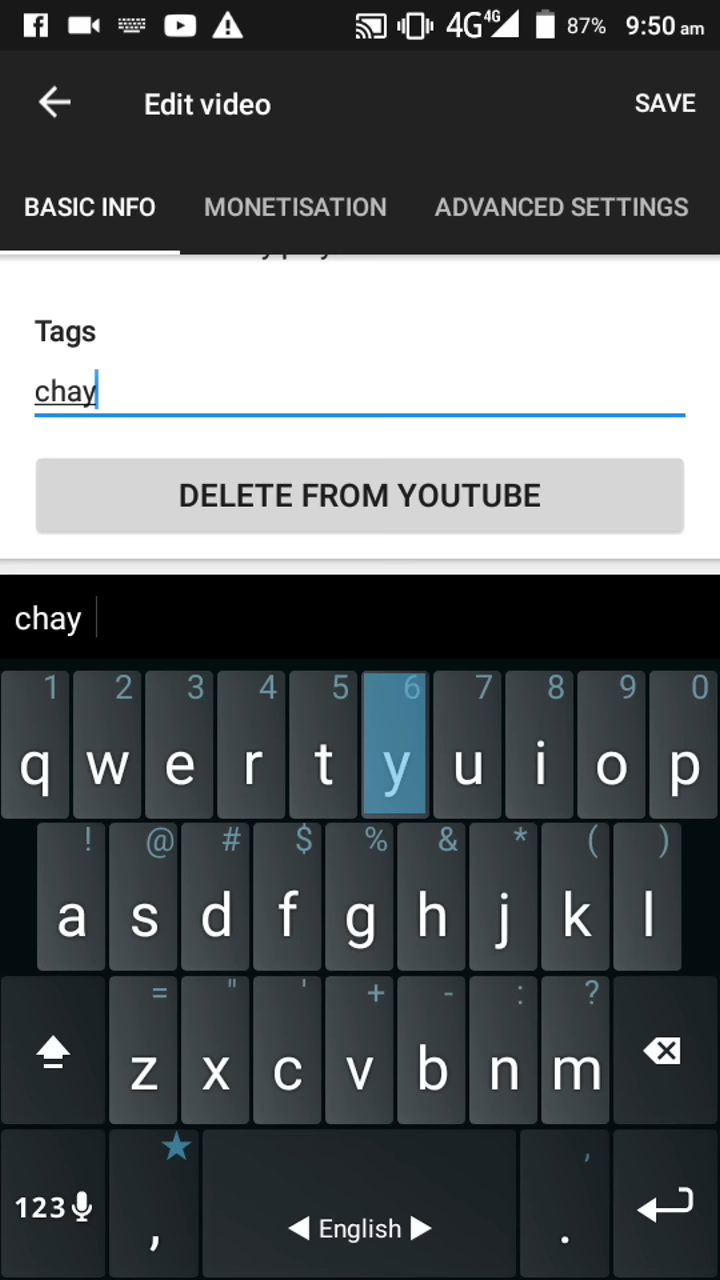 4G 4G 87% 9:50 am
Edit video SAVE
BASIC INFO MONETISATION ADVANCED SETTINGS
Tags
chay
DELETE FROM YOUTUBE
chay
1 2 3 4 5 6 7 8 9 0
q w e r t y u i o p
! @ # $ % & * ( )
a s d f g h j k l
= " ' + - : ?
z x c v b n m
,
123 , ◀ English ▶ .